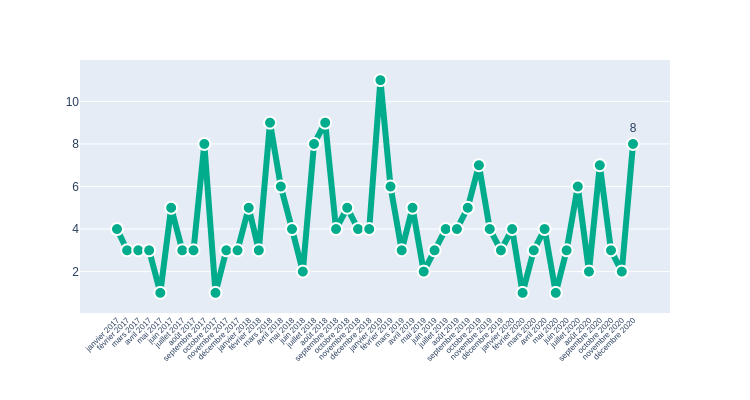 10
8
6
4
2
8
janvier 2017
février 2017
mars 2017
avril 2017
mai 2017
juin 2017
juillet 2017
août 2017
septembre 2017
octobre 2017
novembre 2017
décembre 2017
janvier 2018
février 2018
mars 2018
avril 2018
mai 2018
juin 2018
juillet 2018
août 2018
septembre 2018
octobre 2018
novembre 2018
décembre 2018
janvier 2019
février 2019
mars 2019
avril 2019
mai 2019
juin 2019
juillet 2019
août 2019
septembre 2019
octobre 2019
novembre 2019
décembre 2019
janvier 2020
février 2020
mars 2020
avril 2020
mai 2020
juin 2020
juillet 2020
août 2020
septembre 2020
octobre 2020
novembre 2020
décembre 2020